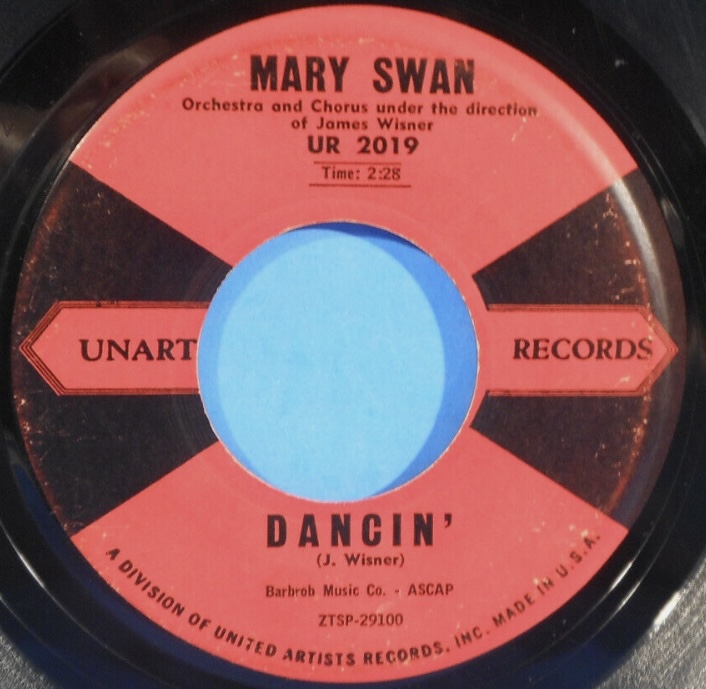 MARY SWAN
Orchestra and Chorus under the direction
of James Wisner
UR 2019
Time: 2:28
UNART RECORDS
DANCIN'
(J. Wisner)
Barbrob Music Co. - ASCAP
ZTSP-29100
A DIVISION OF UNITED ARTISTS RECORDS, INC. MADE IN U.S.A.